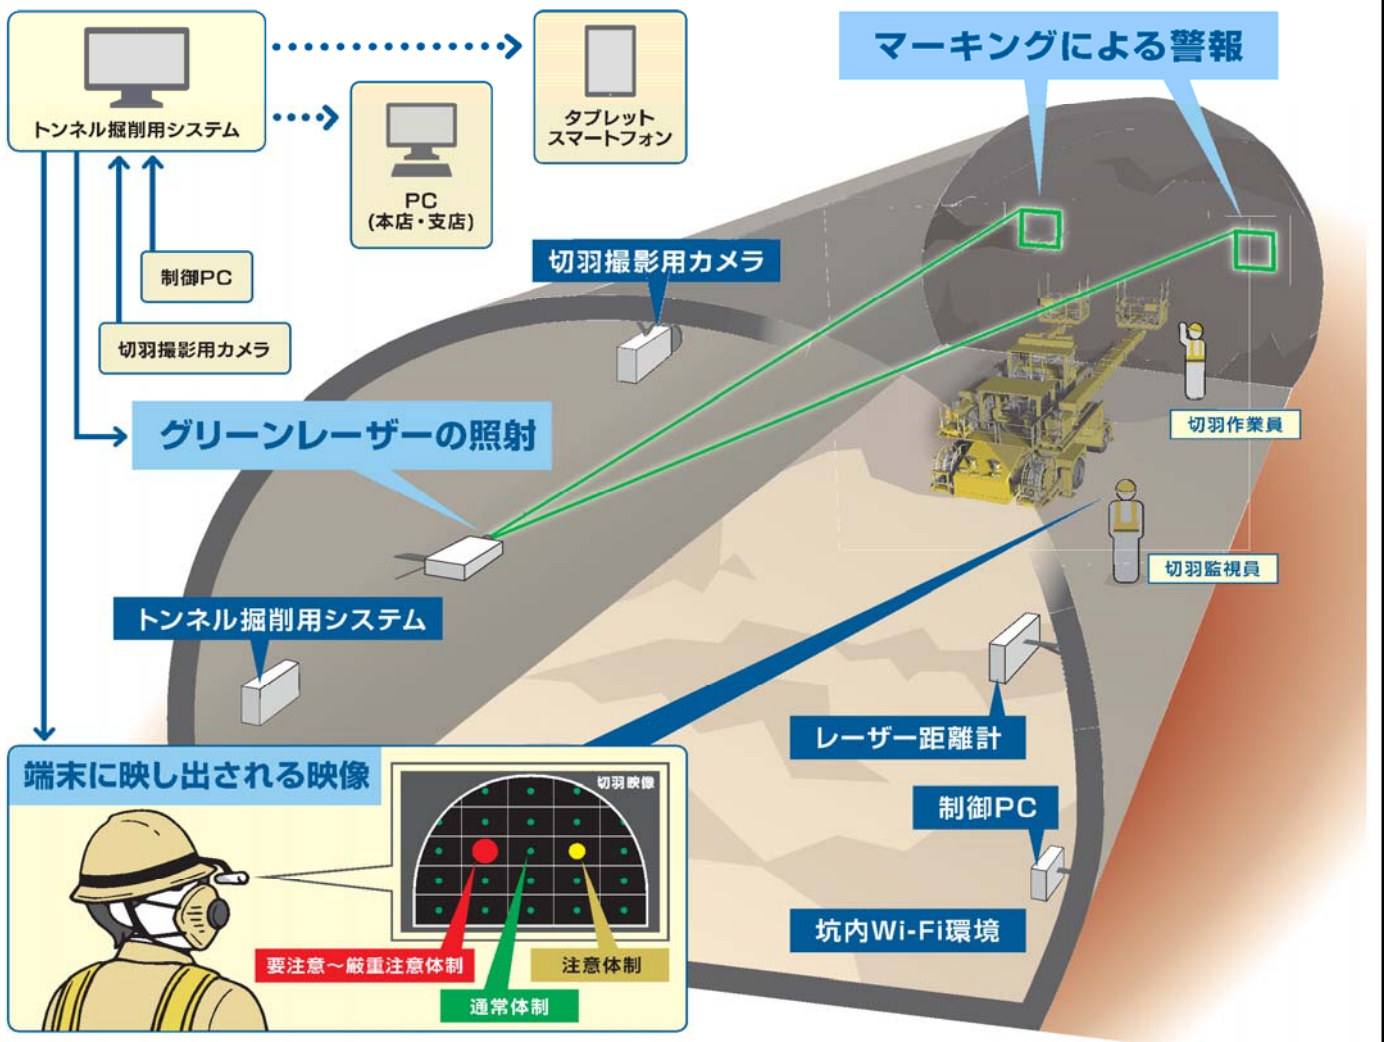 トンネル掘削用システム
タブレット
スマートフォン
PC
(本店・支店)
制御PC
切羽撮影用カメラ
マーキングによる警報
切羽撮影用カメラ
グリーンレーザーの照射
切羽作業員
切羽監視員
トンネル掘削用システム
レーザー距離計
制御PC
坑内Wi-Fi環境
端末に映し出される映像
切羽映像
要注意～厳重注意体制
注意体制
通常体制